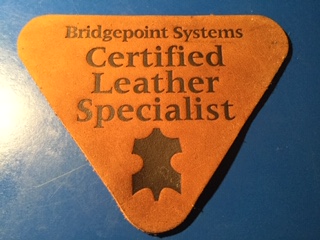 Bridgepoint Systems
Certified
Leather
Specialist